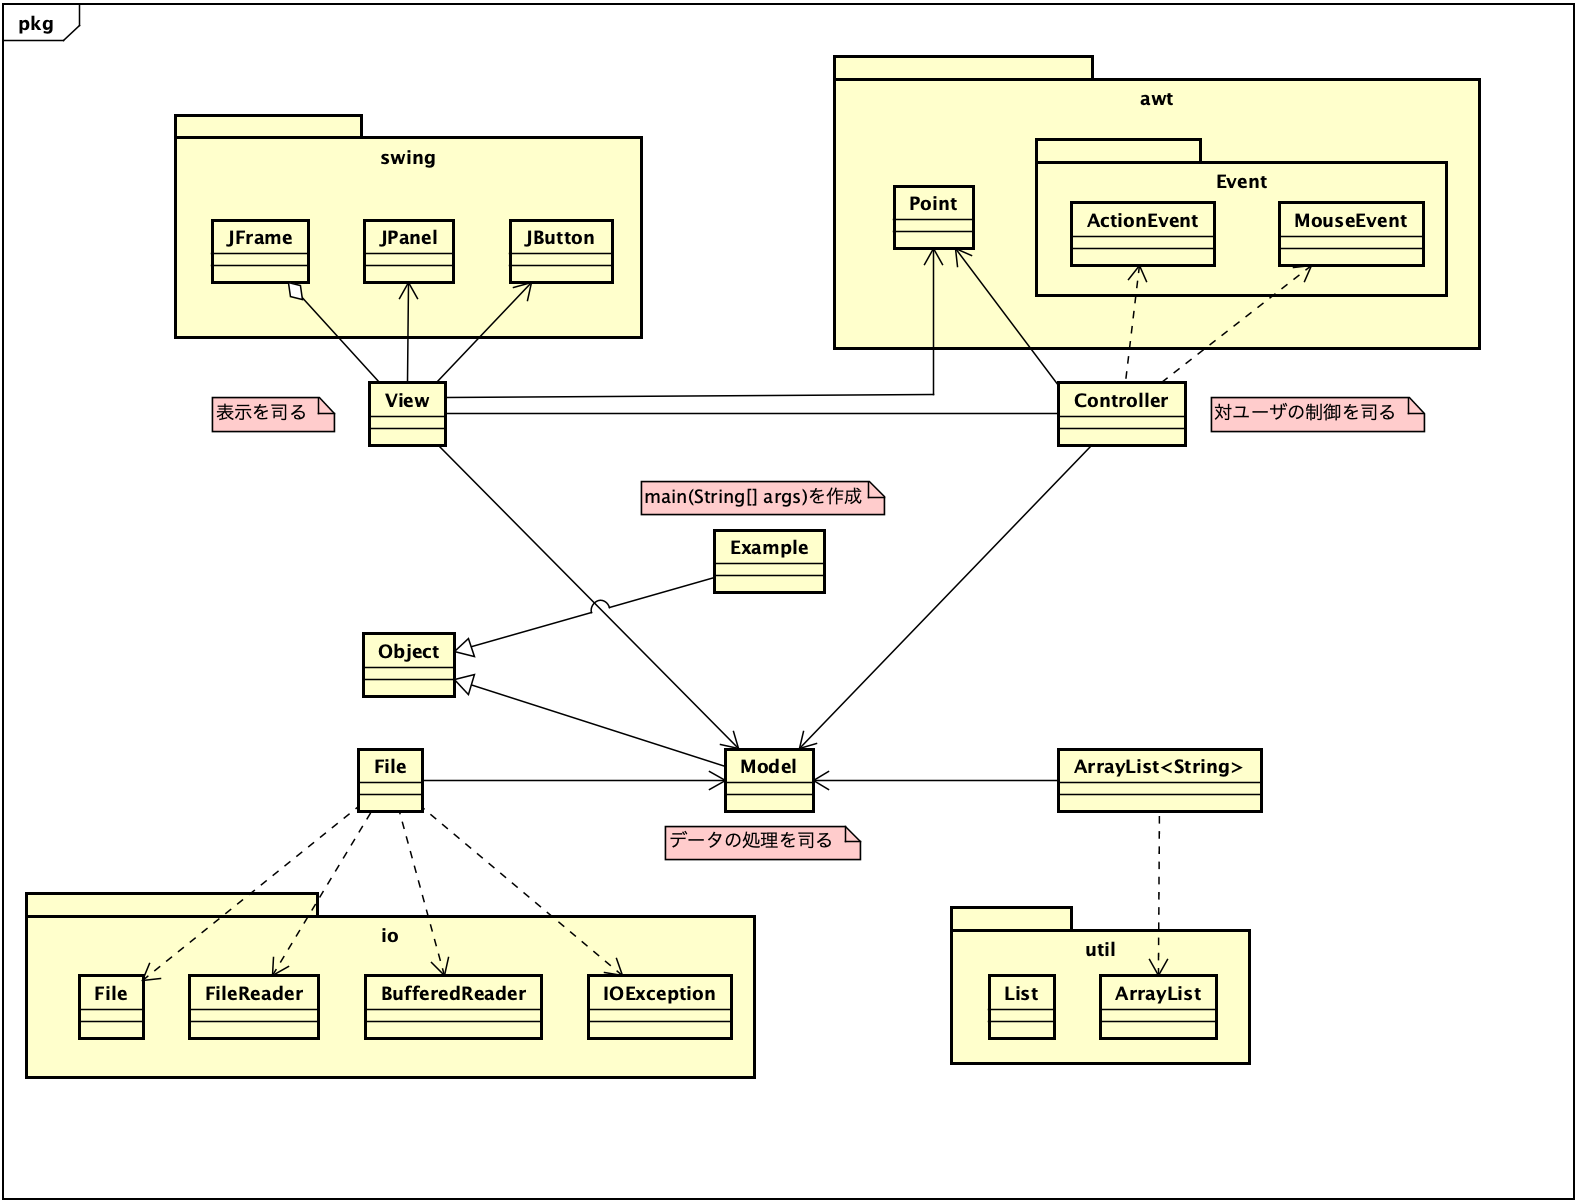 pkg
awt
swing
Event
Point
ActionEvent
MouseEvent
JFrame
JPanel
JButton
View
Controller
表示を司る
対ユーザの制御を司る
main(String[] args)を作成
Example
Object
File
Model
ArrayList<String>
データの処理を司る
io
util
File
FileReader
BufferedReader
IOException
List
ArrayList